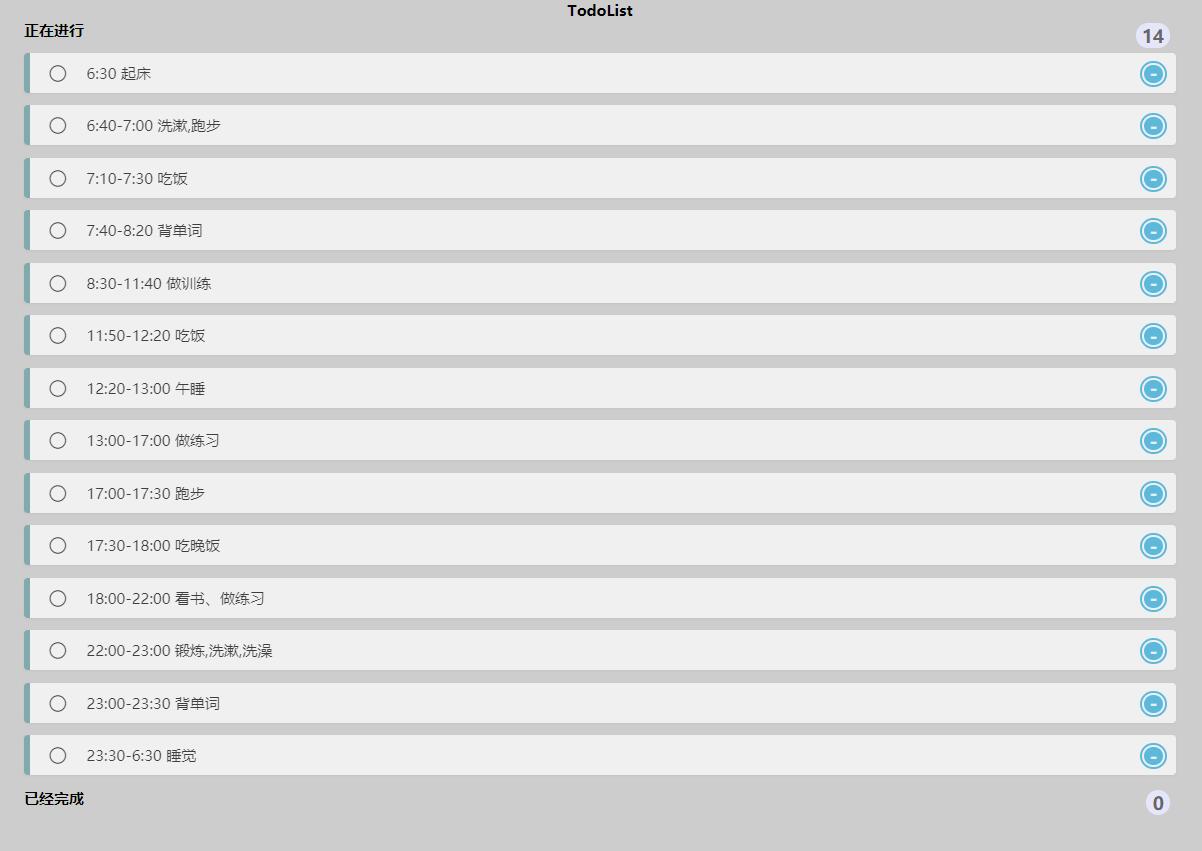 TodoList
正在进行
14
6:30 起床
-
6:40-7:00 洗漱,跑步
-
7:10-7:30 吃饭
-
7:40-8:20 背单词
-
8:30-11:40 做训练
-
11:50-12:20 吃饭
-
12:20-13:00 午睡
-
13:00-17:00 做练习
-
17:00-17:30 跑步
-
17:30-18:00 吃晚饭
-
18:00-22:00 看书、做练习
-
22:00-23:00 锻炼,洗漱,洗澡
-
23:00-23:30 背单词
-
23:30-6:30 睡觉
-
已经完成
0